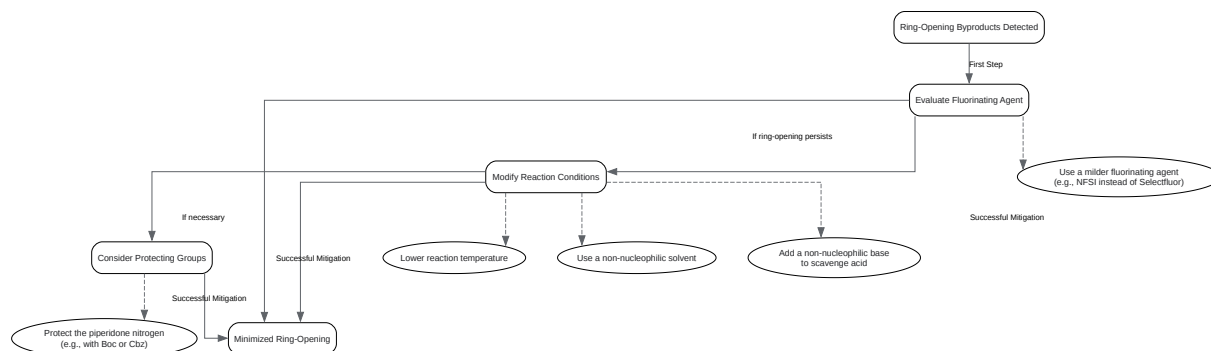 Ring-Opening Byproducts Detected
First Step
Evaluate Fluorinating Agent
If ring-opening persists
Use a milder fluorinating agent
(e.g., NFSI instead of Selectfluor)
Modify Reaction Conditions
If necessary
Successful Mitigation
Consider Protecting Groups
Successful Mitigation
Lower reaction temperature
Use a non-nucleophilic solvent
Add a non-nucleophilic base
to scavenge acid
Successful Mitigation
Protect the piperidone nitrogen
(e.g., with Boc or Cbz)
Minimized Ring-Opening